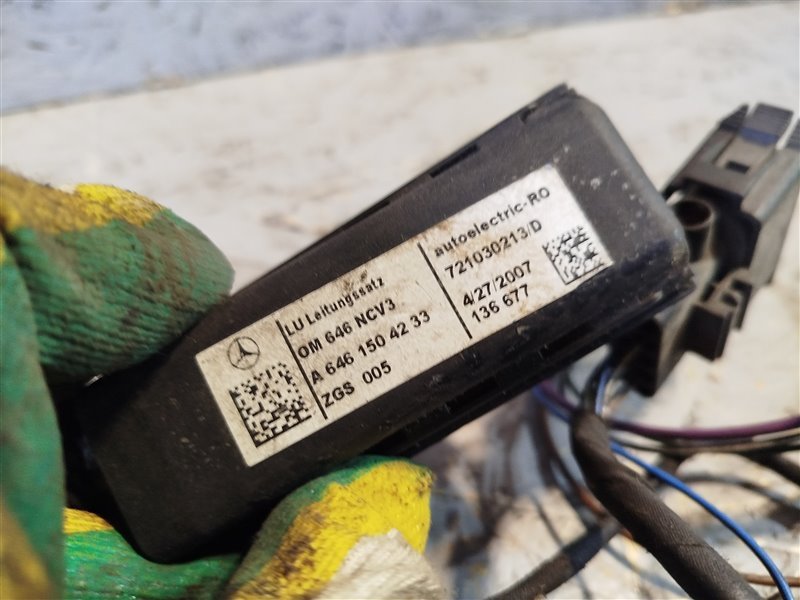 LU Leitungssatz
OM 646 NCV3
A 646 150 42 33
ZGS 005
autoelectric-RO
721030213/D
4/27/2007
136 677